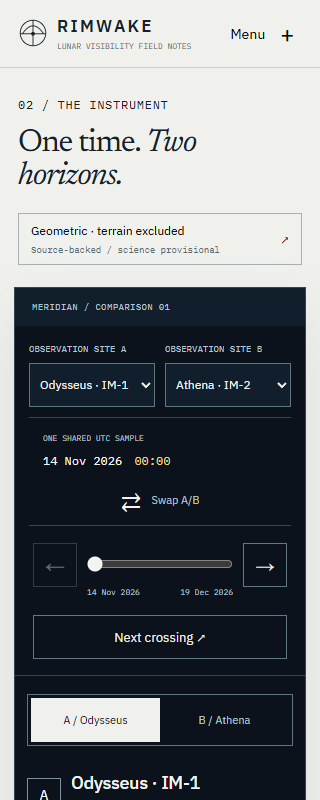 RIMWAKE
LUNAR VISIBILITY FIELD NOTES
Menu +
02 / THE INSTRUMENT
One time. Two
horizons.
Geometric · terrain excluded
Source-backed / science provisional
↗
MERIDIAN / COMPARISON 01
OBSERVATION SITE A
OBSERVATION SITE B
Odysseus · IM-1
Athena · IM-2
ONE SHARED UTC SAMPLE
14 Nov 2026 00:00
⇄ Swap A/B
← →
14 Nov 2026
19 Dec 2026
Next crossing ↗
A / Odysseus
B / Athena
A
Odysseus · IM-1